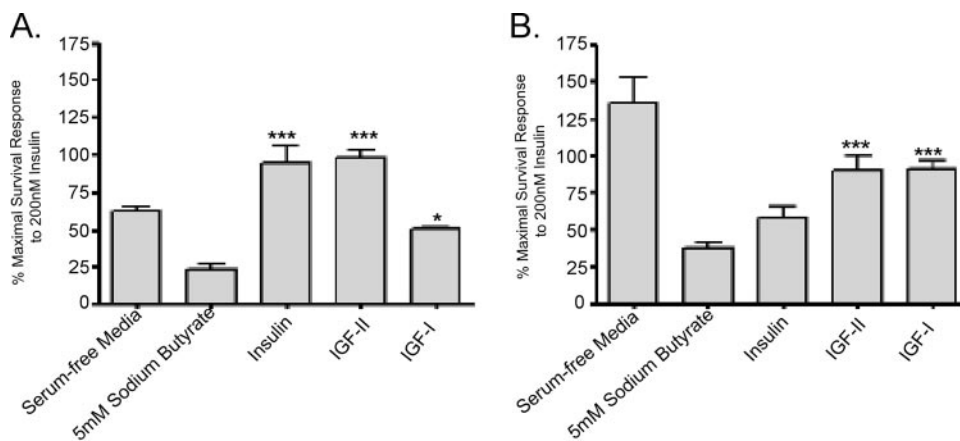 A.
% Maximal Survival Response
to 200nM Insulin
175
150
125
100
75
50
25
0
***
***
*
Serum-free Media
5mM Sodium Butyrate
Insulin
IGF-II
IGF-I
B.
% Maximal Survival Response
to 200nM Insulin
175
150
125
100
75
50
25
0
***
***
Serum-free Media
5mM Sodium Butyrate
Insulin
IGF-II
IGF-I